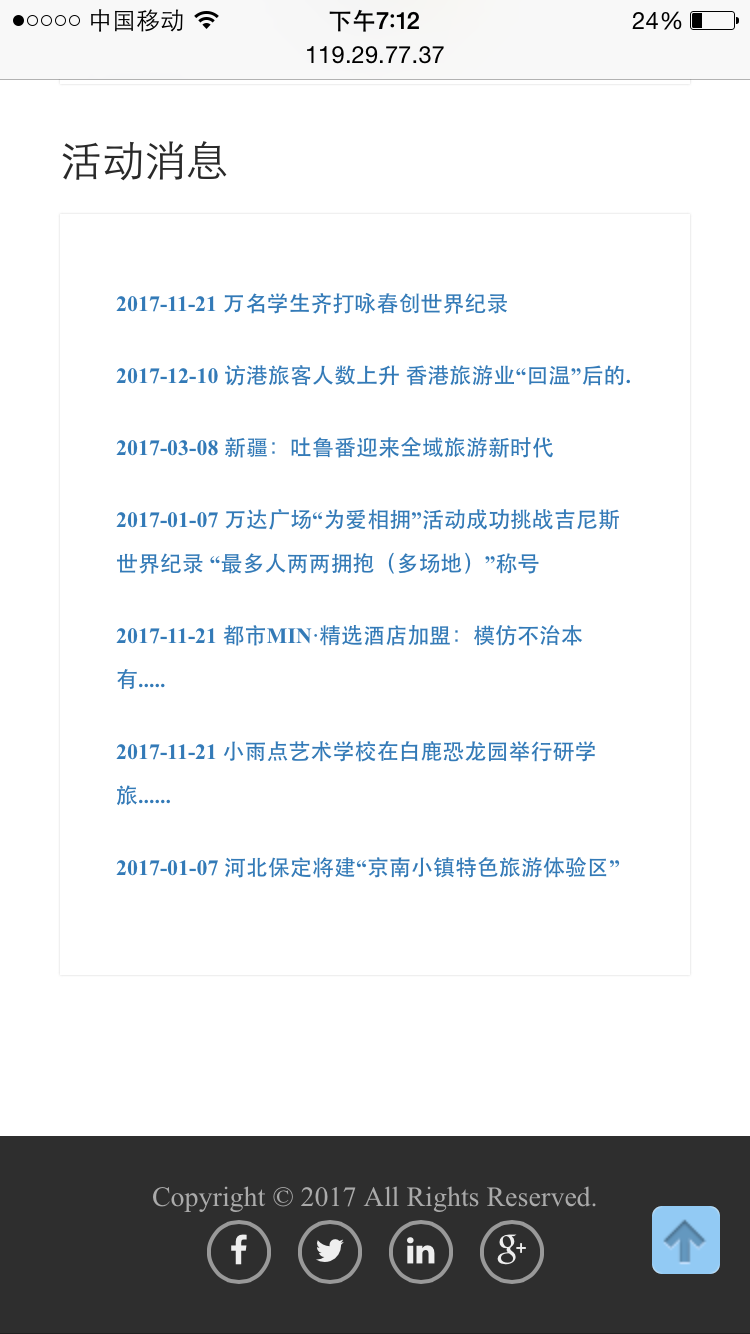 中国移动 下午7:12 24%
119.29.77.37
活动消息
2017-11-21 万名学生齐打咏春创世界纪录
2017-12-10 访港旅客人数上升 香港旅游业“回温”后的.
2017-03-08 新疆：吐鲁番迎来全域旅游新时代
2017-01-07 万达广场“为爱相拥”活动成功挑战吉尼斯
世界纪录 “最多人两两拥抱（多场地）”称号
2017-11-21 都市MIN·精选酒店加盟：模仿不治本
有.....
2017-11-21 小雨点艺术学校在白鹿恐龙园举行研学
旅......
2017-01-07 河北保定将建“京南小镇特色旅游体验区”
Copyright © 2017 All Rights Reserved.